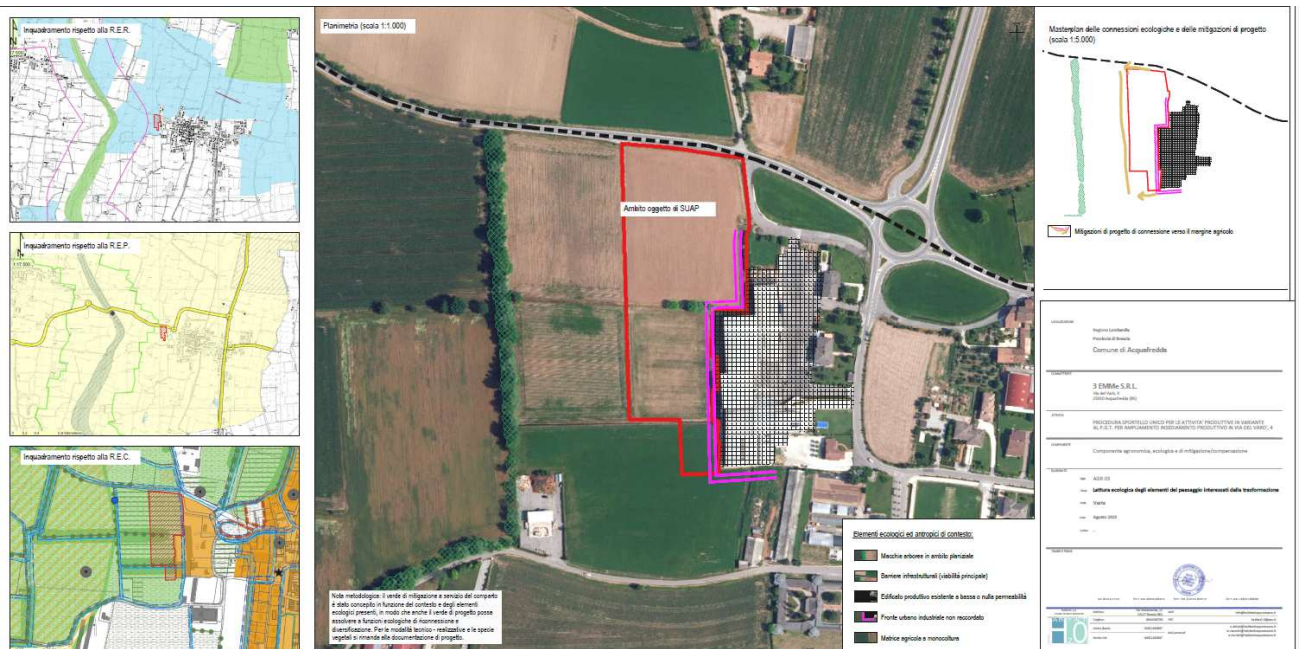 Inquadramento rispetto alla R.E.R.
Inquadramento rispetto alla R.E.P.
Inquadramento rispetto alla R.E.C.
Planimetria (scala 1:1.000)
Ambito oggetto di SUAP
Nota metodologica: il verde di mitigazione a servizio del comparto
è stato concepito in funzione del contesto e degli elementi
ecologici presenti, in modo che anche il verde di progetto possa
assolvere a funzioni ecologiche di riconnessione e
diversificazione. Per le modalità tecnico - realizzative e le specie
vegetali si rimanda alla documentazione di progetto.
Elementi ecologici ed antropici di contesto:
Macchie arboree in ambito planiziale
Barriere infrastrutturali (viabilità principale)
Edificato produttivo esistente a bassa o nulla permeabilità
Fronte urbano industriale non raccordato
Matrice agricola a monocoltura
Masterplan delle connessioni ecologiche e delle mitigazioni di progetto
(scala 1:5.000)
Mitigazioni di progetto di connessione verso il margine agricolo
Regione Lombardia
Provincia di Brescia
Comune di Acquafredda
3 EMMe S.R.L.
PROCEDURA SPORTELLO UNICO PER LE ATTIVITA' PRODUTTIVE IN VARIANTE
AL P.G.T. PER AMPLIAMENTO INSEDIAMENTO PRODUTTIVO IN VIA DEL VARO', 4
Componente agronomica, ecologica e di mitigazione/compensazione
Lettura ecologica degli elementi del paesaggio interessati dalla trasformazione